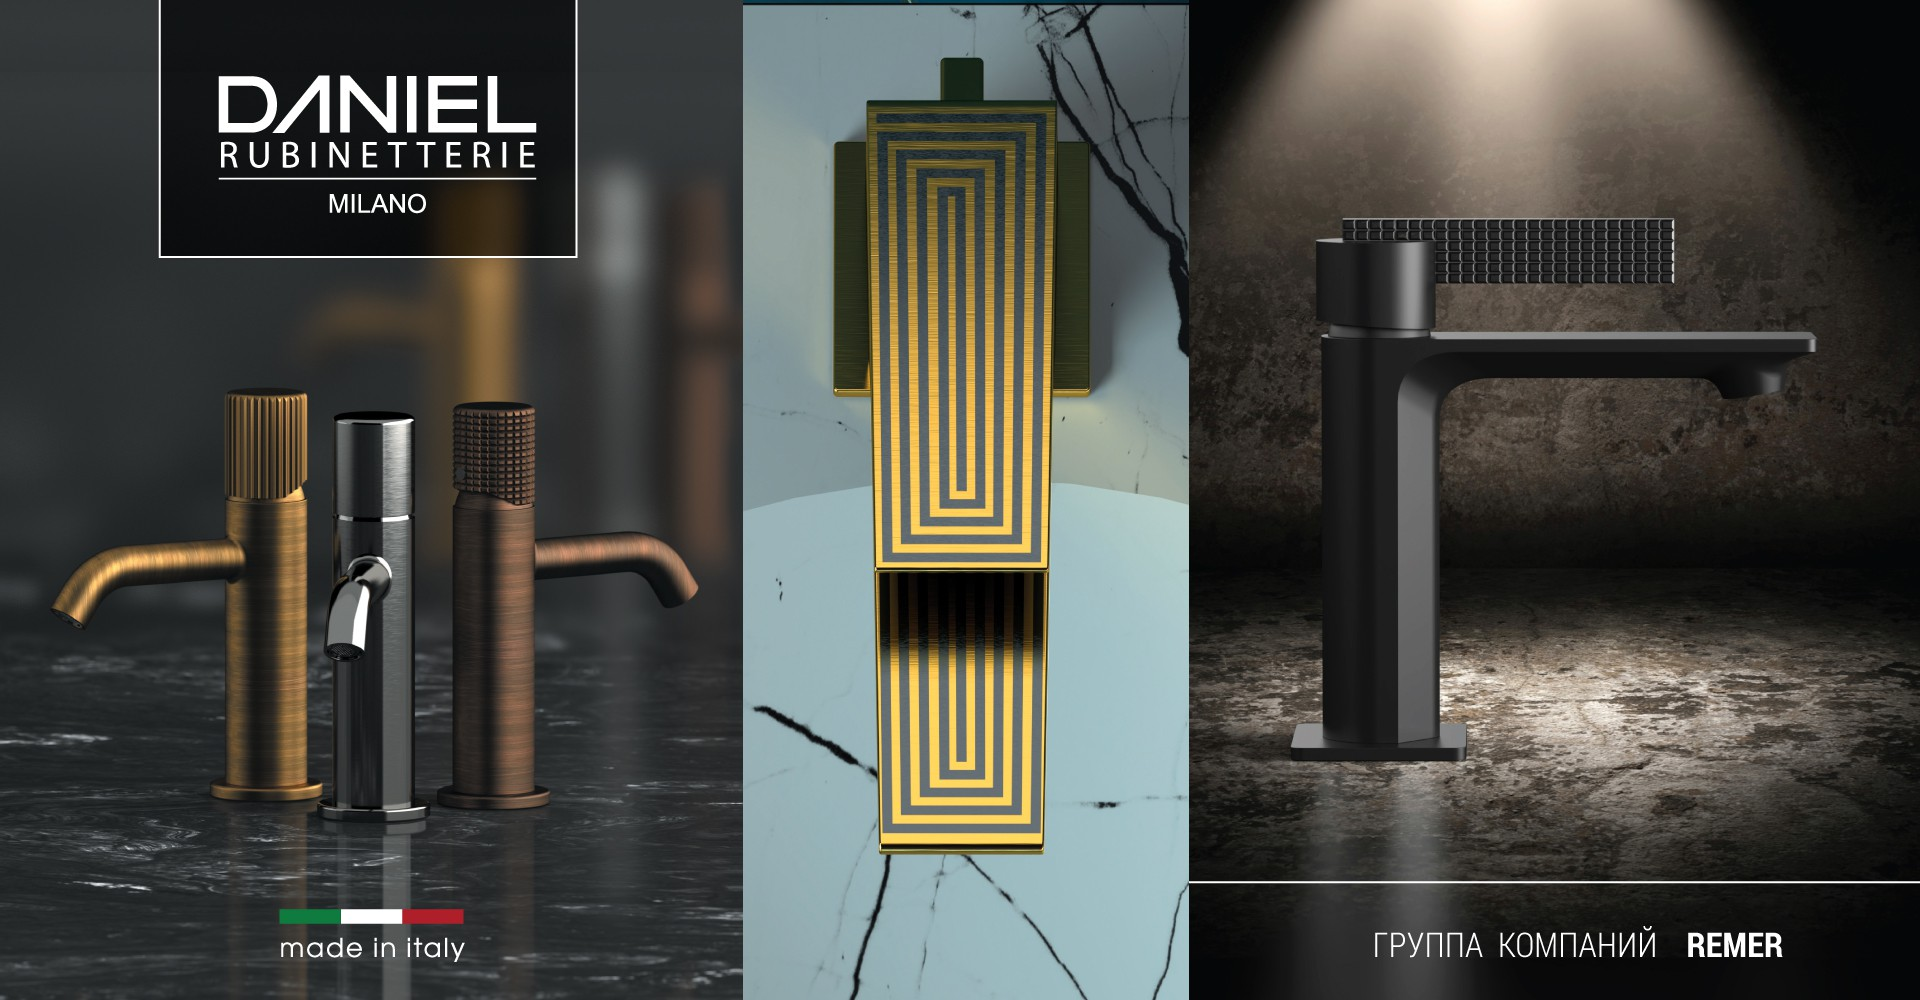 DANIEL
RUBINETTERIE
MILANO
made in italy
ГРУППА КОМПАНИЙ REMER